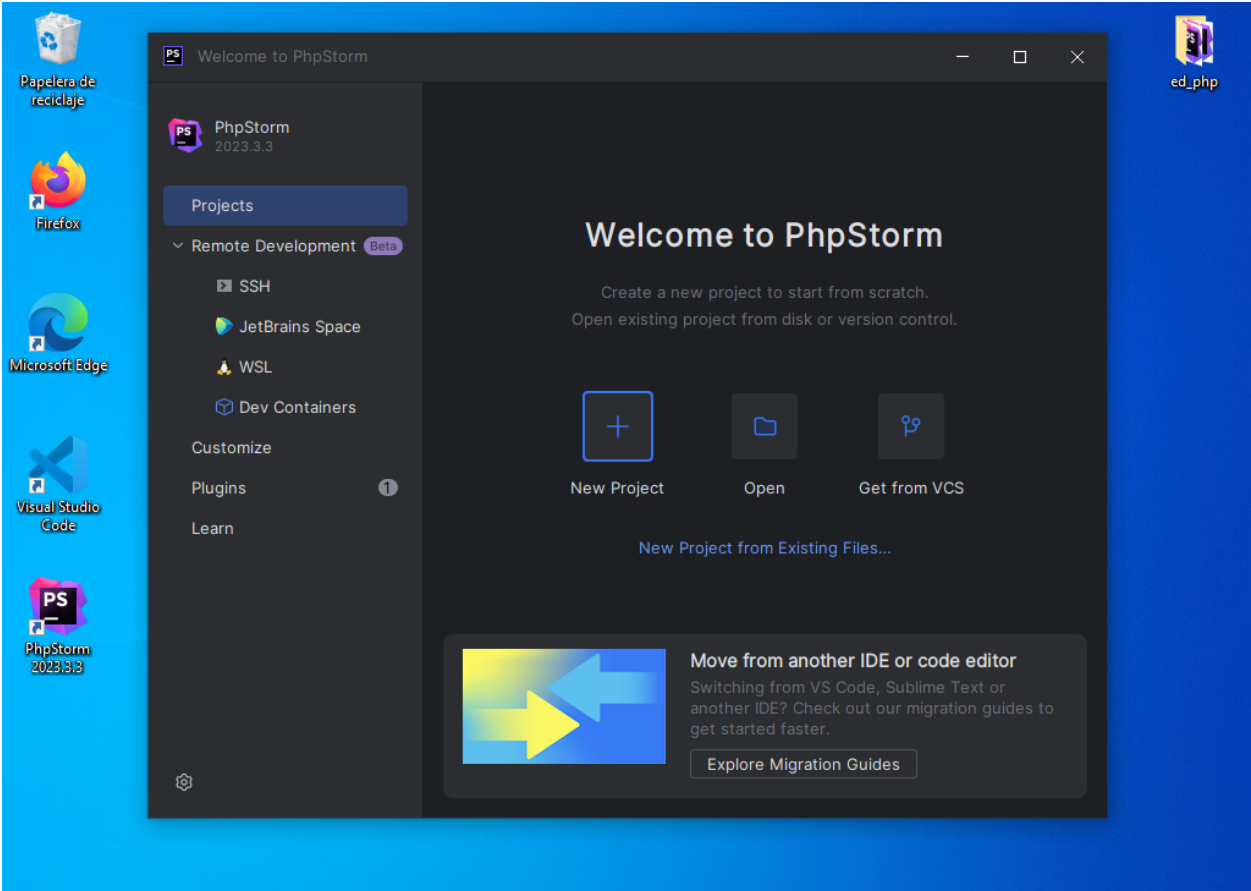 Papelera de
reciclaje
Firefox
Microsoft Edge
Visual Studio
Code
PS
PhpStorm
2023.3.3
PS
Welcome to PhpStorm
PS
PhpStorm
2023.3.3
Projects
Remote Development Beta
SSH
JetBrains Space
WSL
Dev Containers
Customize
Plugins 1
Learn
Welcome to PhpStorm
Create a new project to start from scratch.
Open existing project from disk or version control.
New Project
Open
Get from VCS
New Project from Existing Files...
Move from another IDE or code editor
Switching from VS Code, Sublime Text or
another IDE? Check out our migration guides to
get started faster.
Explore Migration Guides
PS
ed_php